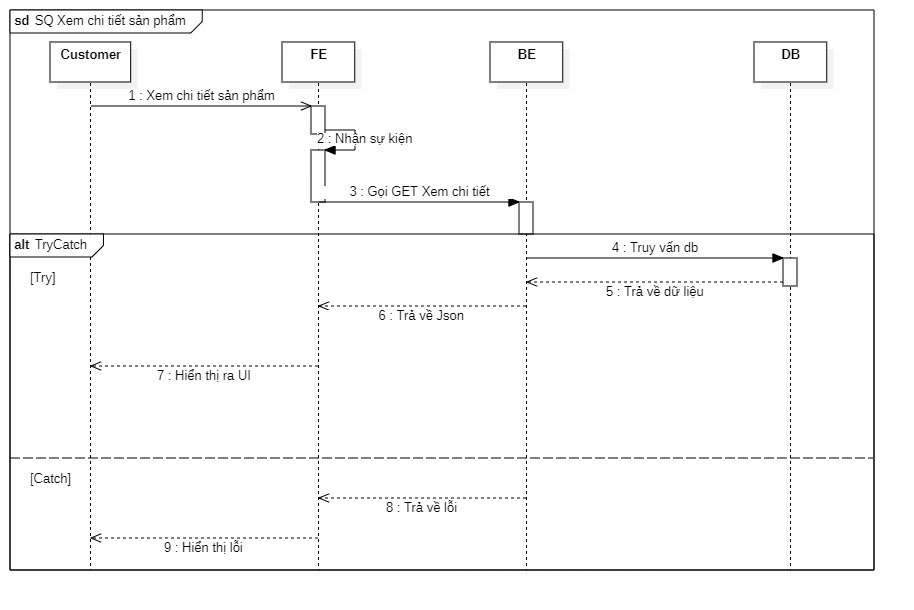 sd SQ Xem chi tiết sản phẩm
Customer
FE
BE
DB
1 : Xem chi tiết sản phẩm
2 : Nhận sự kiện
3 : Gọi GET Xem chi tiết
alt TryCatch
4 : Truy vấn db
[Try]
5 : Trả về dữ liệu
6 : Trả về Json
7 : Hiển thị ra UI
[Catch]
8 : Trả về lỗi
9 : Hiển thị lỗi